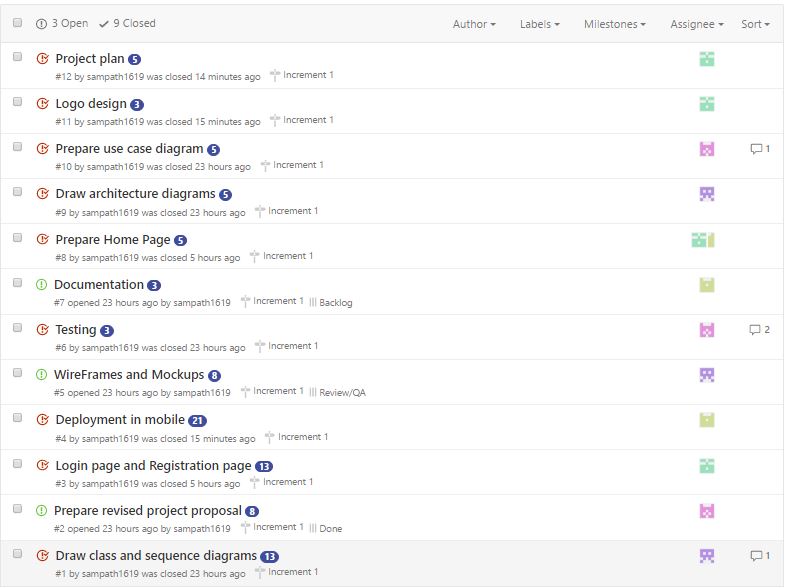 3 Open 9 Closed Author Labels Milestones Assignee Sort
Project plan 5
#12 by sampath1619 was closed 14 minutes ago Increment 1
Logo design 3
#11 by sampath1619 was closed 15 minutes ago Increment 1
Prepare use case diagram 5 1
#10 by sampath1619 was closed 23 hours ago Increment 1
Draw architecture diagrams 5
#9 by sampath1619 was closed 23 hours ago Increment 1
Prepare Home Page 5
#8 by sampath1619 was closed 5 hours ago Increment 1
Documentation 3
#7 opened 23 hours ago by sampath1619 Increment 1 Backlog
Testing 3 2
#6 by sampath1619 was closed 23 hours ago Increment 1
WireFrames and Mockups 8
#5 opened 23 hours ago by sampath1619 Increment 1 Review/QA
Deployment in mobile 21
#4 by sampath1619 was closed 15 minutes ago Increment 1
Login page and Registration page 13
#3 by sampath1619 was closed 5 hours ago Increment 1
Prepare revised project proposal 8
#2 opened 23 hours ago by sampath1619 Increment 1 Done
Draw class and sequence diagrams 13 1
#1 by sampath1619 was closed 23 hours ago Increment 1